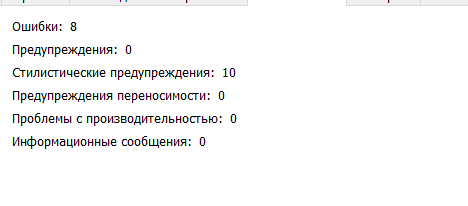 Ошибки: 8
Предупреждения: 0
Стилистические предупреждения: 10
Предупреждения переносимости: 0
Проблемы с производительностью: 0
Информационные сообщения: 0